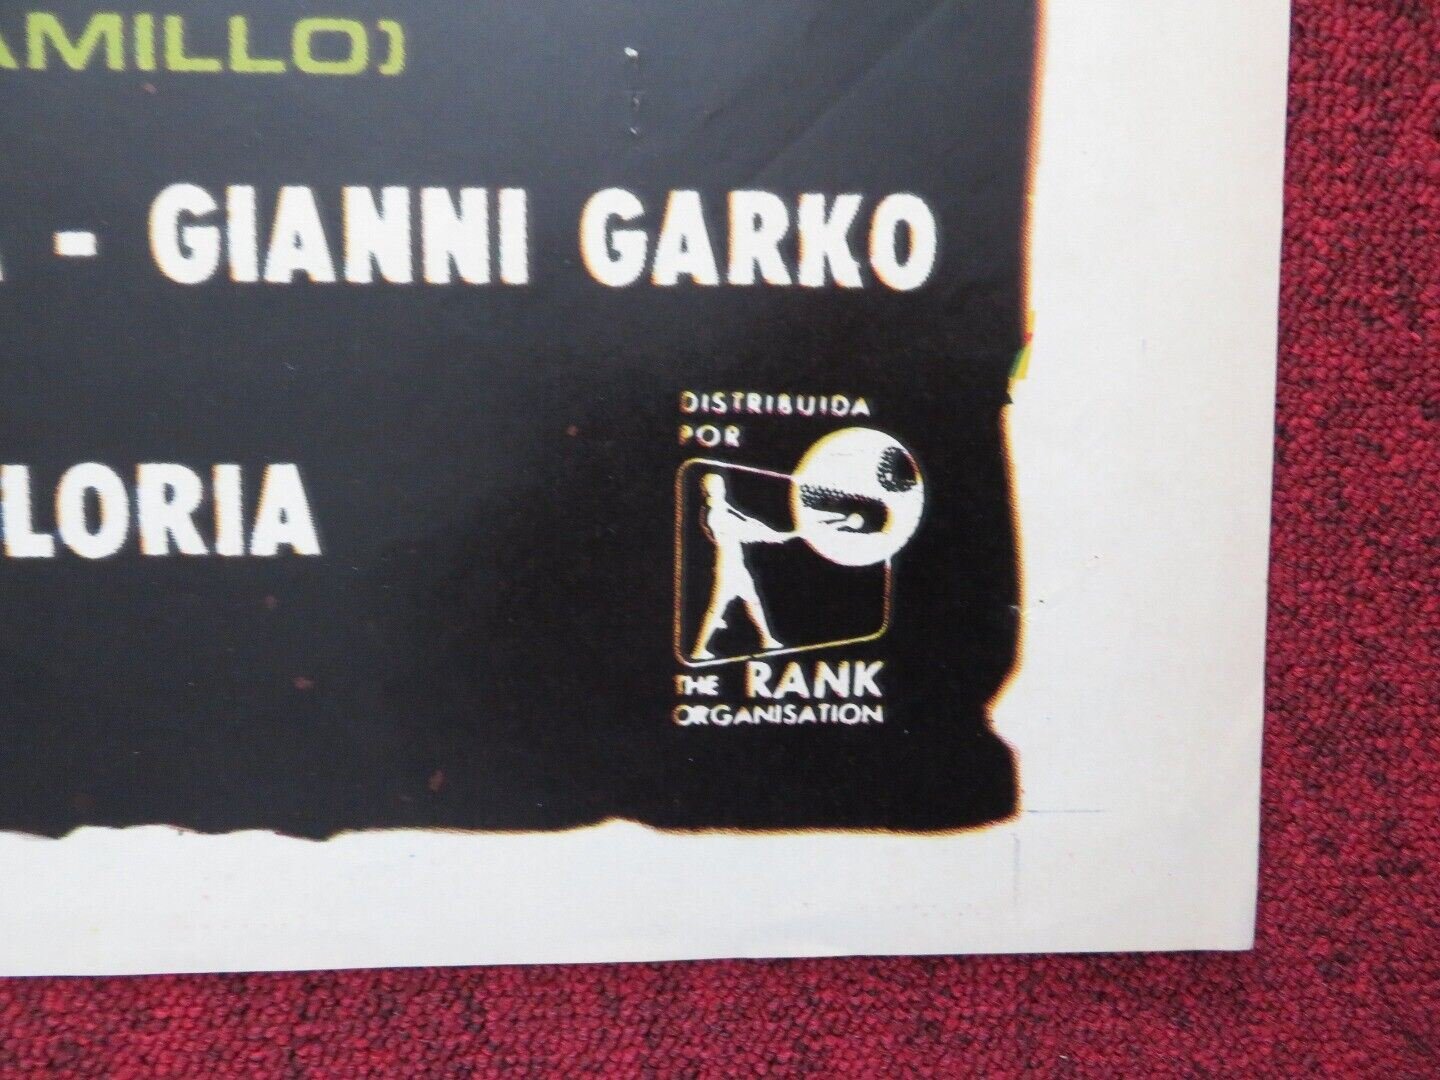 AMILLO)
- GIANNI GARKO
LORIA
DISTRIBUIDA
POR
THE RANK
ORGANISATION